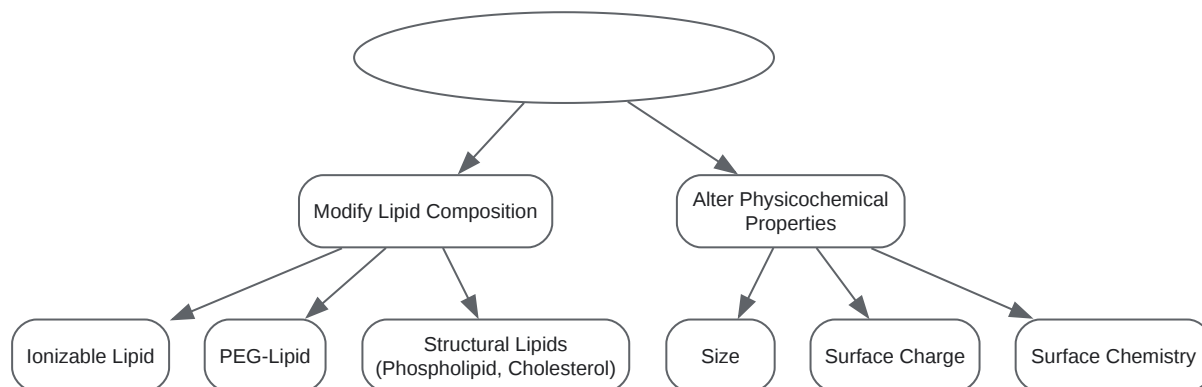 Modify Lipid Composition
Alter Physicochemical
Properties
Ionizable Lipid
PEG-Lipid
Structural Lipids
(Phospholipid, Cholesterol)
Size
Surface Charge
Surface Chemistry